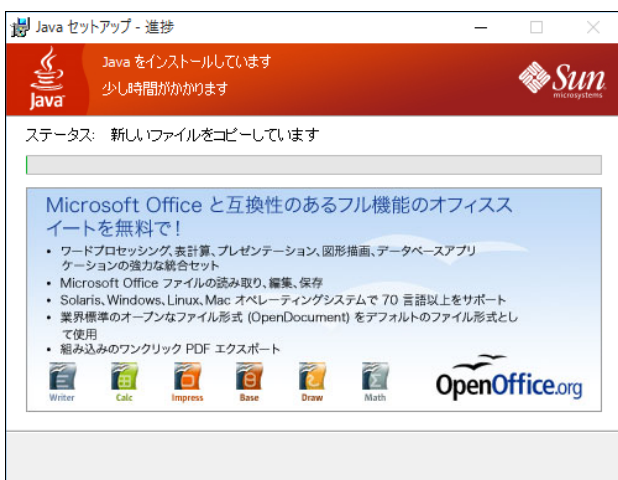 Java セットアップ - 進捗
Java をインストールしています
少し時間がかかります
Java
Sun
microsystems
ステータス: 新しいファイルをコピーしています
Microsoft Office と互換性のあるフル機能のオフィスス
イートを無料で!
• ワードプロセッシング、表計算、プレゼンテーション、図形描画、データベースアプリ
ケーションの強力な統合セット
• Microsoft Office ファイルの読み取り、編集、保存
• Solaris、Windows、Linux、Mac オペレーティングシステムで 70 言語以上をサポート
• 業界標準のオープンなファイル形式 (OpenDocument) をデフォルトのファイル形式とし
て使用
• 組み込みのワンクリック PDF エクスポート
Writer Calc Impress Base Draw Math
OpenOffice.org